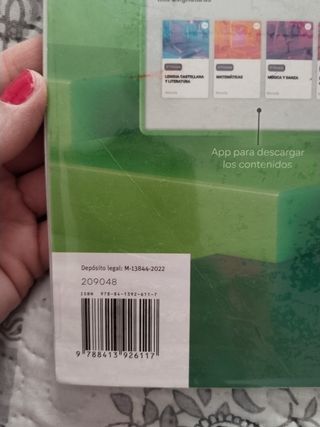 LENGUA CASTELLANA
Y LITERATURA
MATEMÁTICAS
MÚSICA Y DANZA
App para descargar
los contenidos
Depósito legal: M-13844-2022
209048
ISBN 978-84-1392-611-7
9 788413 926117